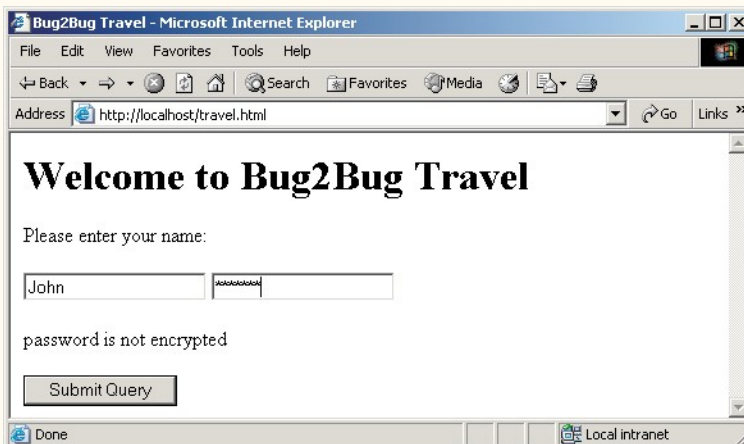 Bug2Bug Travel - Microsoft Internet Explorer
File Edit View Favorites Tools Help
Back Search Favorites Media
Address http://localhost/travel.html Go Links »
Welcome to Bug2Bug Travel
Please enter your name:
John ********
password is not encrypted
Submit Query
Done Local intranet